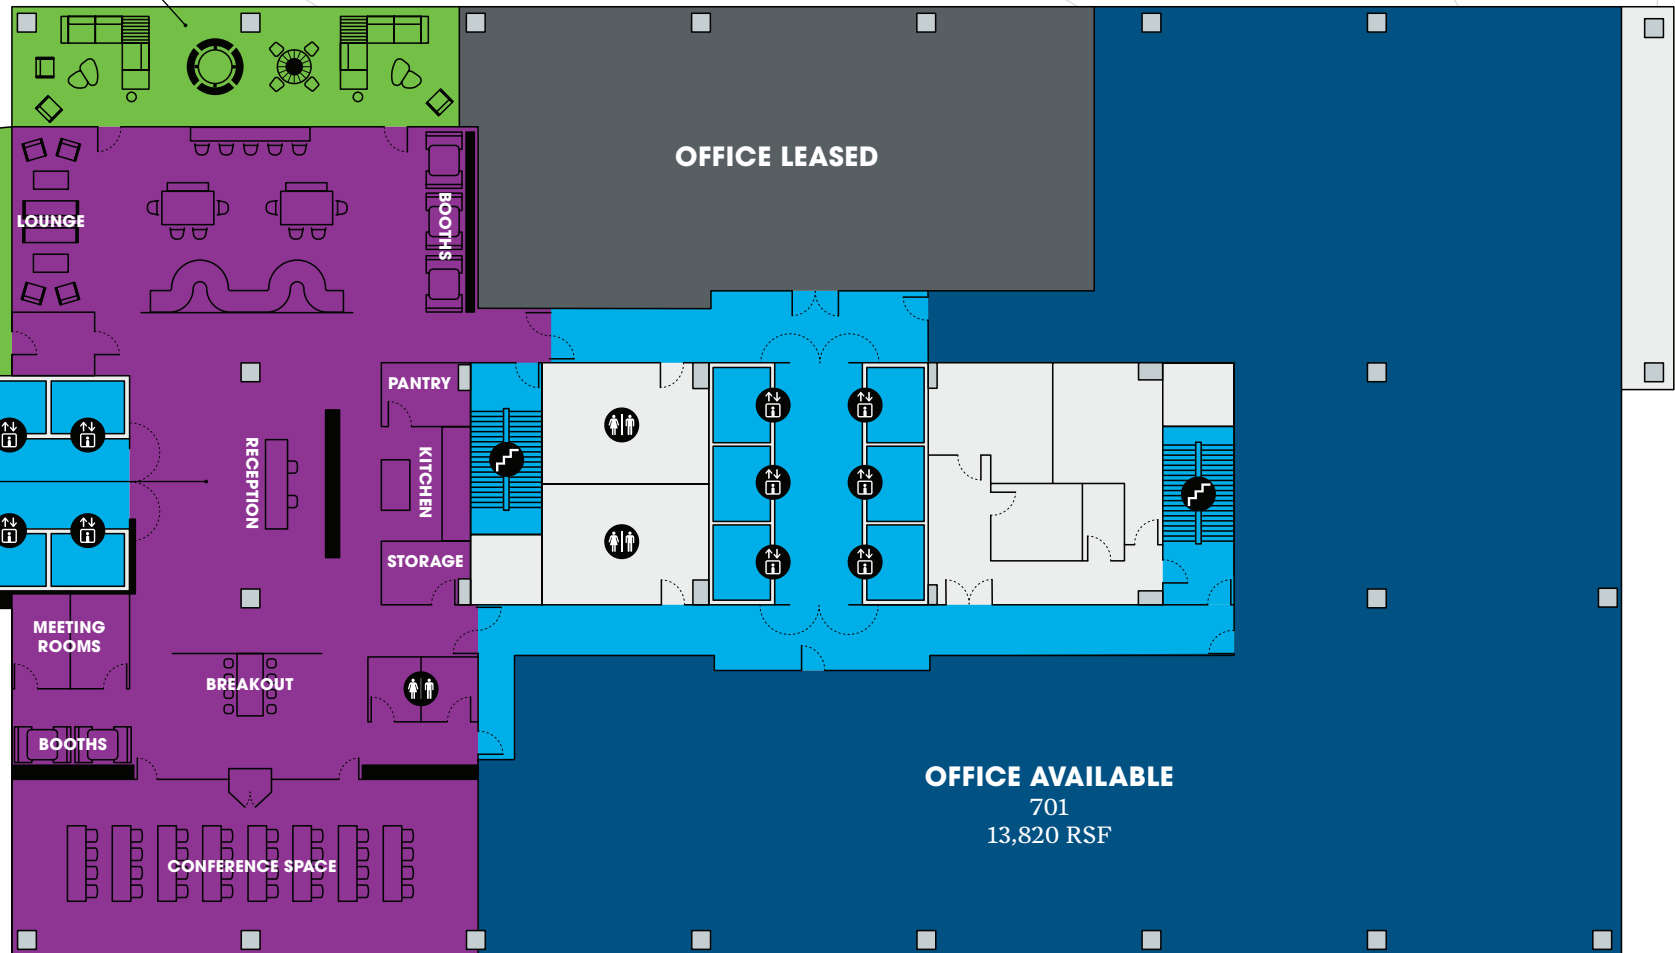 OFFICE LEASED
LOUNGE
BOOTHS
PANTRY
RECEPTION
KITCHEN
STORAGE
MEETING
ROOMS
BREAKOUT
BOOTHS
OFFICE AVAILABLE
701
13,820 RSF
CONFERENCE SPACE